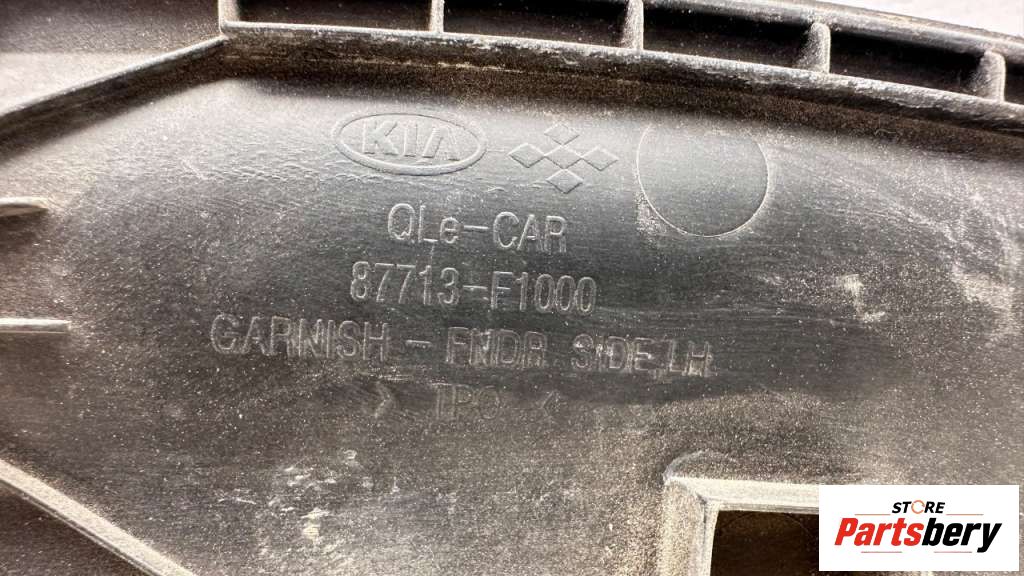 KIA
QLe-CAR
87713-F1000
GARNISH - FNDR SIDE,LH
> TPO <
STORE
Partsbery